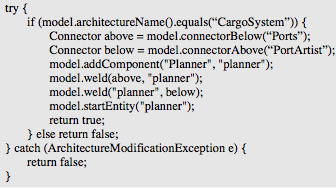 try {
if (model.architectureName().equals(“CargoSystem”)) {
Connector above = model.connectorBelow(“Ports”);
Connector below = model.connectorAbove(“PortArtist”);
model.addComponent("Planner", "planner");
model.weld(above, "planner");
model.weld("planner", below);
model.startEntity("planner");
return true;
} else return false;
} catch (ArchitectureModificationException e) {
return false;
}